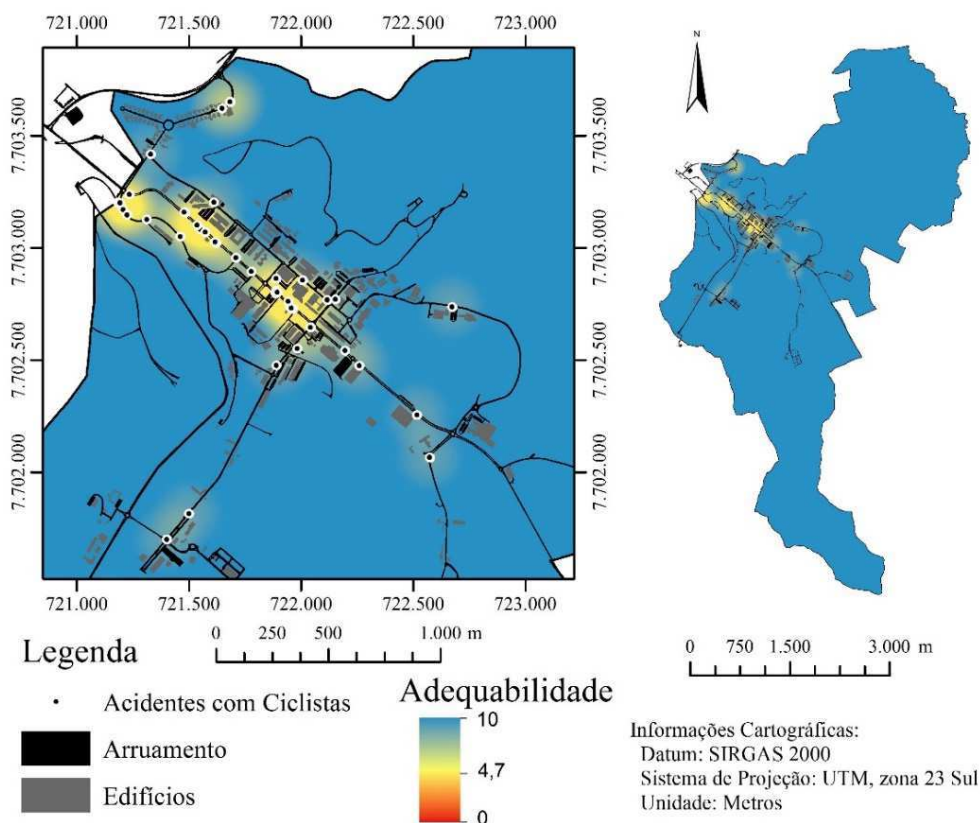 721.000 721.500 722.000 722.500 723.000
N
7.703.500 7.703.500
7.703.000 7.703.000
7.702.500 7.702.500
7.702.000 7.702.000
721.000 721.500 722.000 722.500 723.000
0 250 500 1.000 m
0 750 1.500 3.000 m
Legenda
Acidentes com Ciclistas
Arruamento
Edifícios
Adequabilidade
10
4,7
0
Informações Cartográficas:
Datum: SIRGAS 2000
Sistema de Projeção: UTM, zona 23 Sul
Unidade: Metros